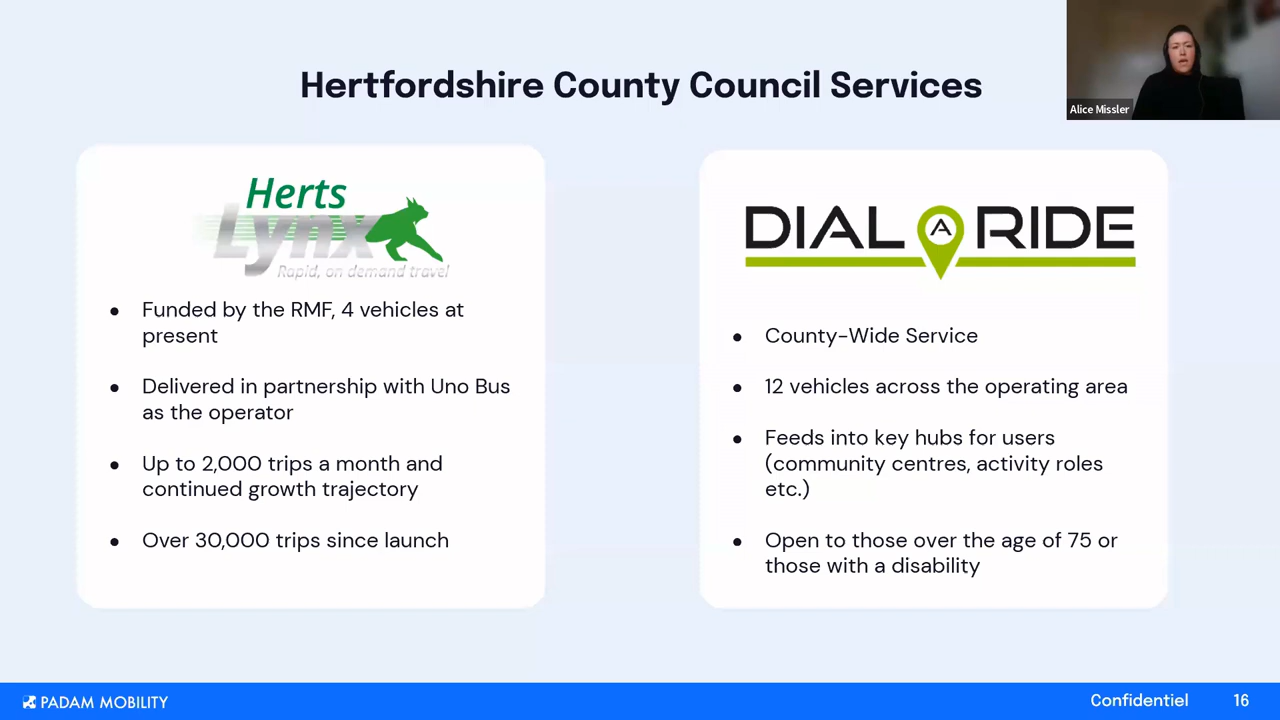 Hertfordshire County Council Services
Alice Missler
Herts
Lynx
Rapid, on demand travel
● Funded by the RMF, 4 vehicles at
present
● Delivered in partnership with Uno Bus
as the operator
● Up to 2,000 trips a month and
continued growth trajectory
● Over 30,000 trips since launch
DIAL A RIDE
● County-Wide Service
● 12 vehicles across the operating area
● Feeds into key hubs for users
(community centres, activity roles
etc.)
● Open to those over the age of 75 or
those with a disability
PADAM MOBILITY
Confidentiel 16